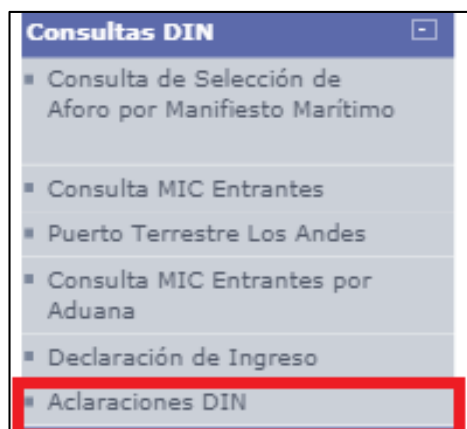 Consultas DIN
Consulta de Selección de
Aforo por Manifiesto Marítimo
Consulta MIC Entrantes
Puerto Terrestre Los Andes
Consulta MIC Entrantes por
Aduana
Declaración de Ingreso
Aclaraciones DIN